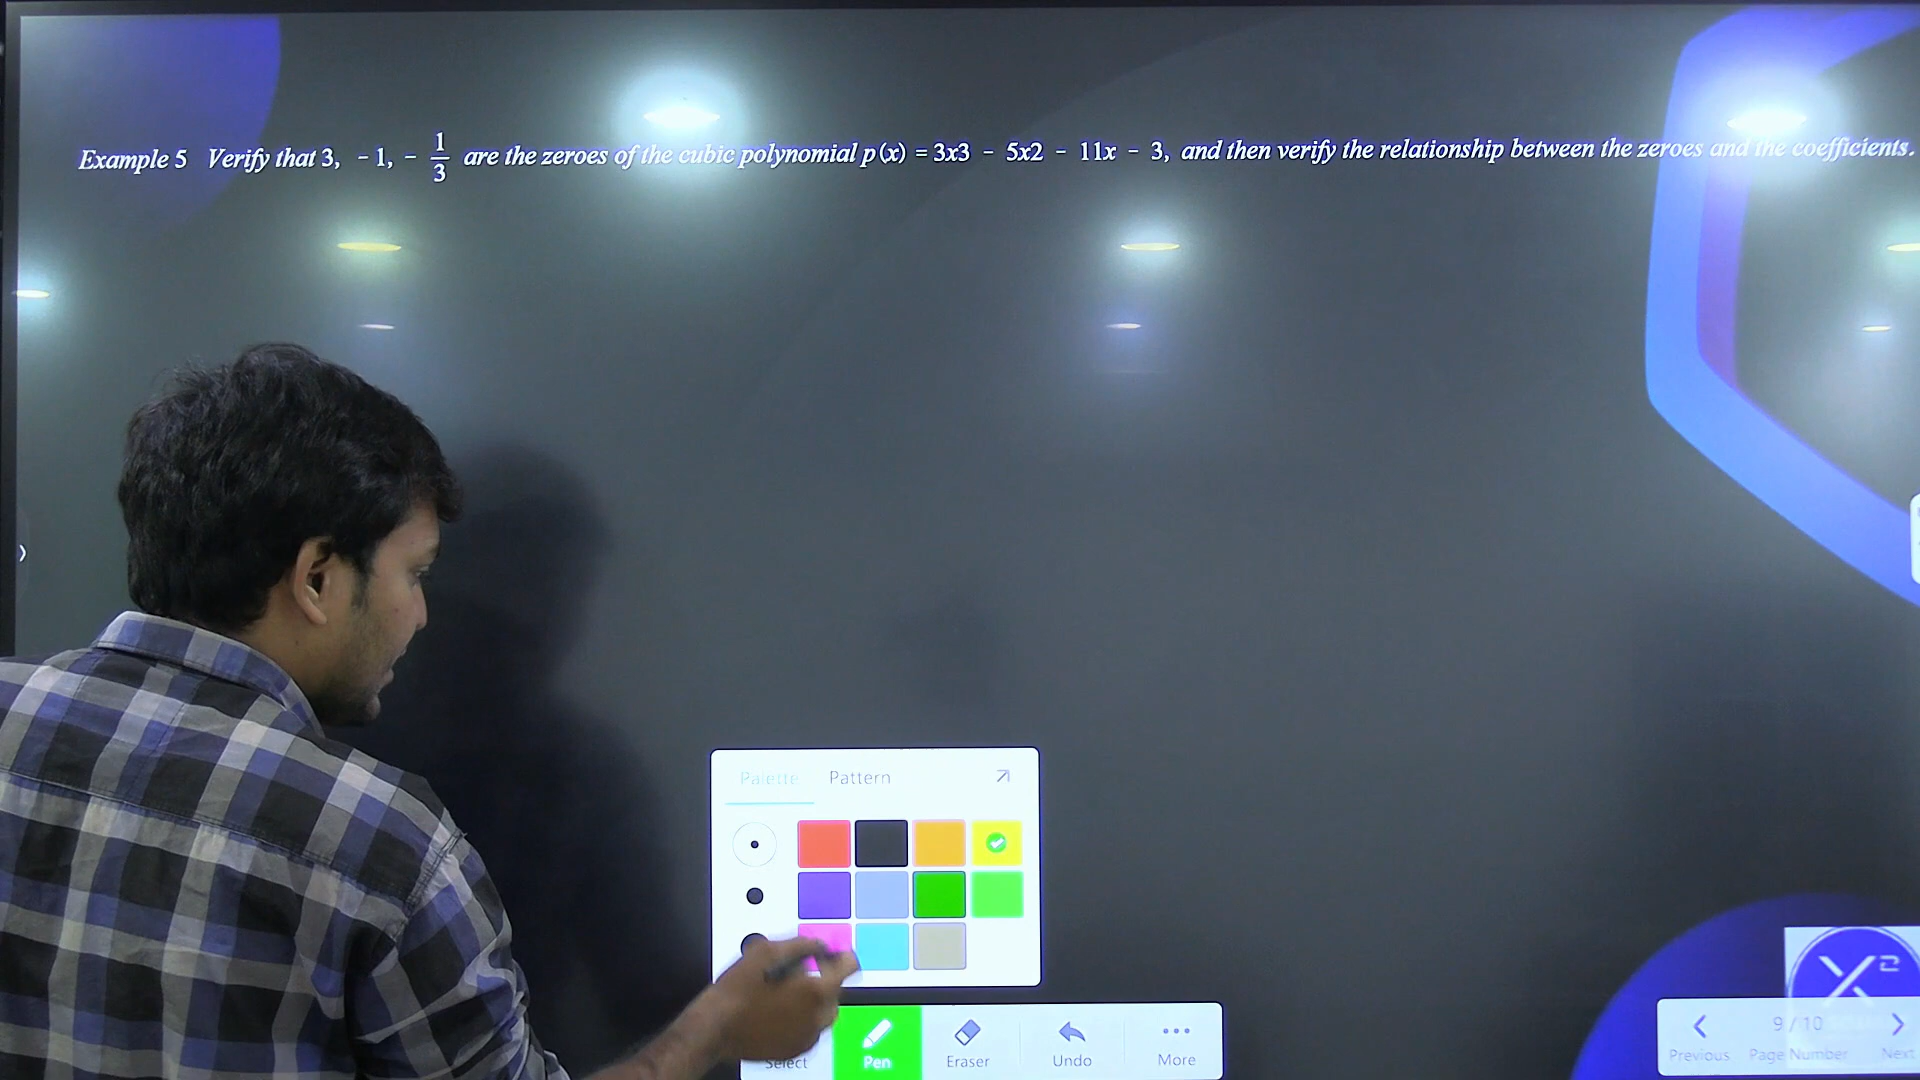 Example 5 Verify that 3, - 1, - 1/3 are the zeroes of the cubic polynomial p(x) = 3x3 - 5x2 - 11x - 3, and then verify the relationship between the zeroes and the coefficients.
Palette Pattern
Select Pen Eraser Undo More
X2
9 / 10
Previous Page Number Next